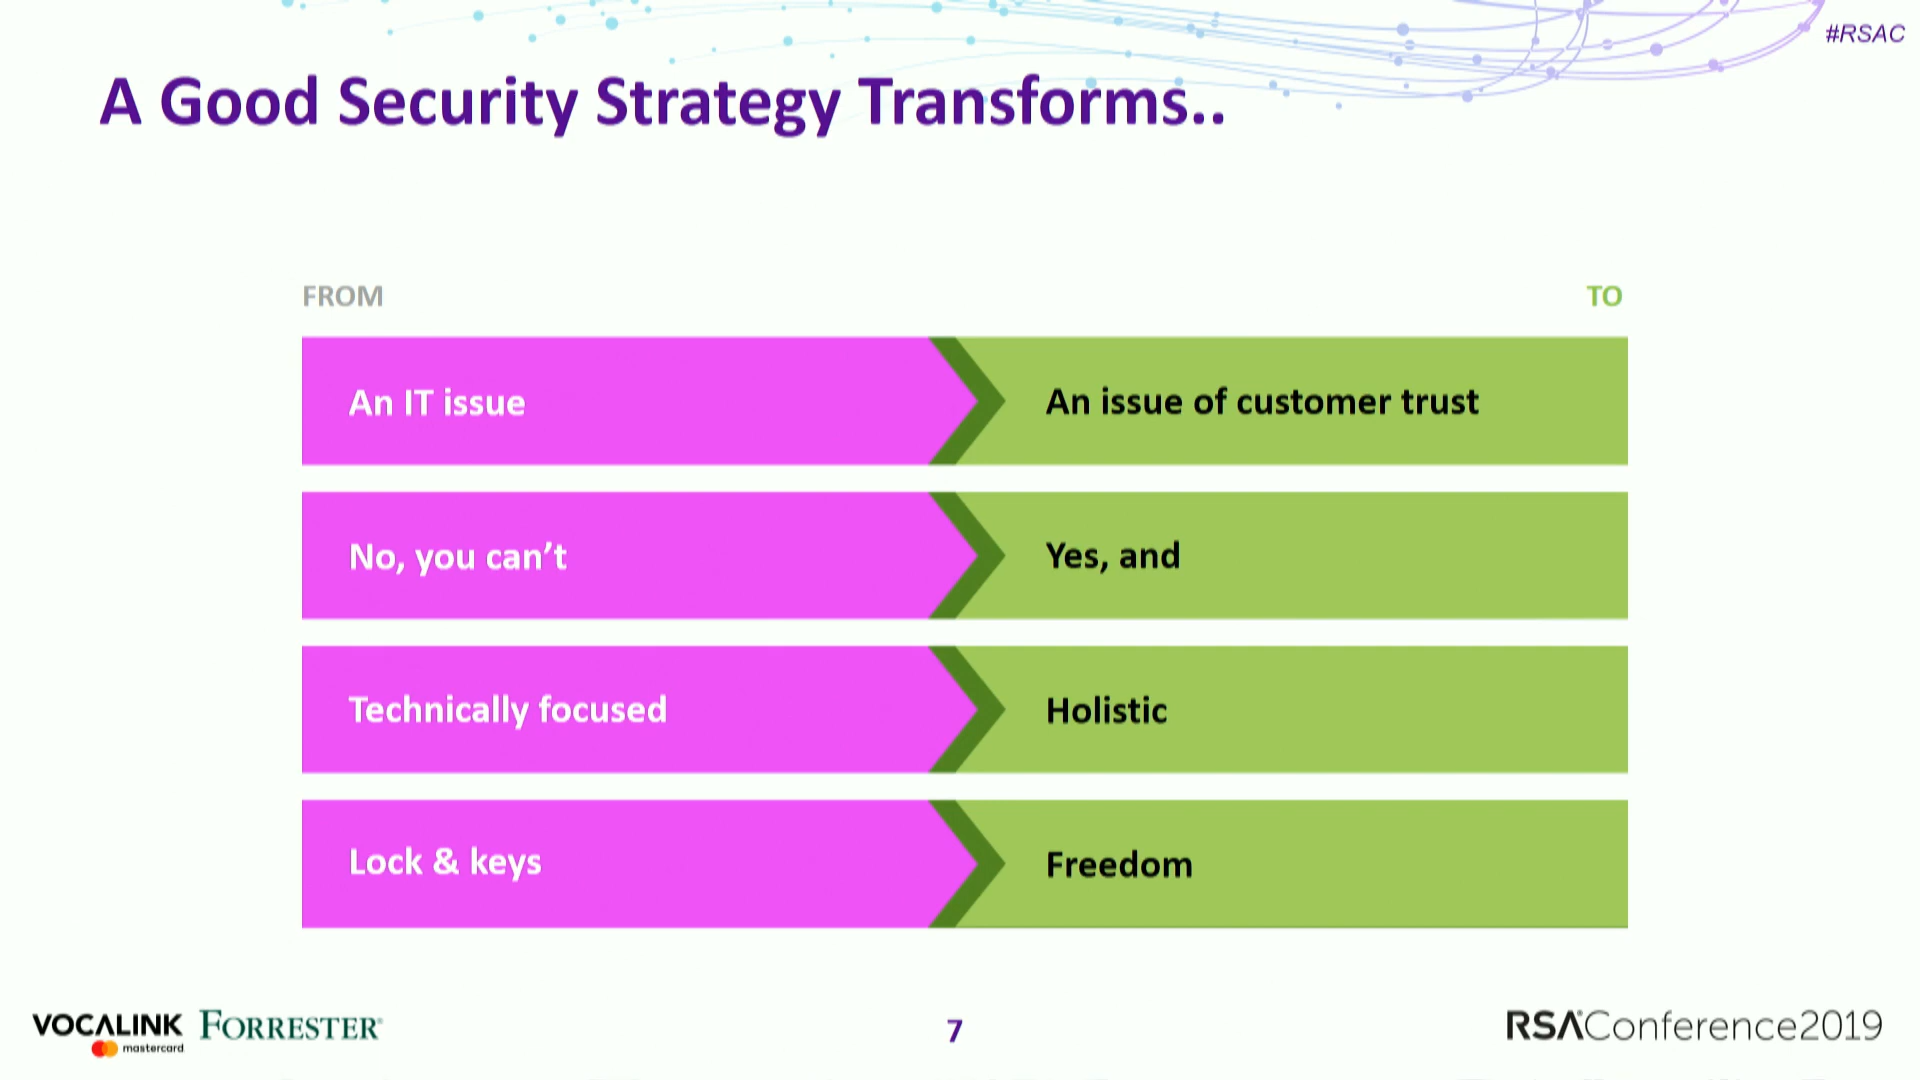 #RSAC
A Good Security Strategy Transforms..
FROM
TO
An IT issue
An issue of customer trust
No, you can’t
Yes, and
Technically focused
Holistic
Lock & keys
Freedom
VOCALINK
mastercard
FORRESTER®
7
RSAConference2019